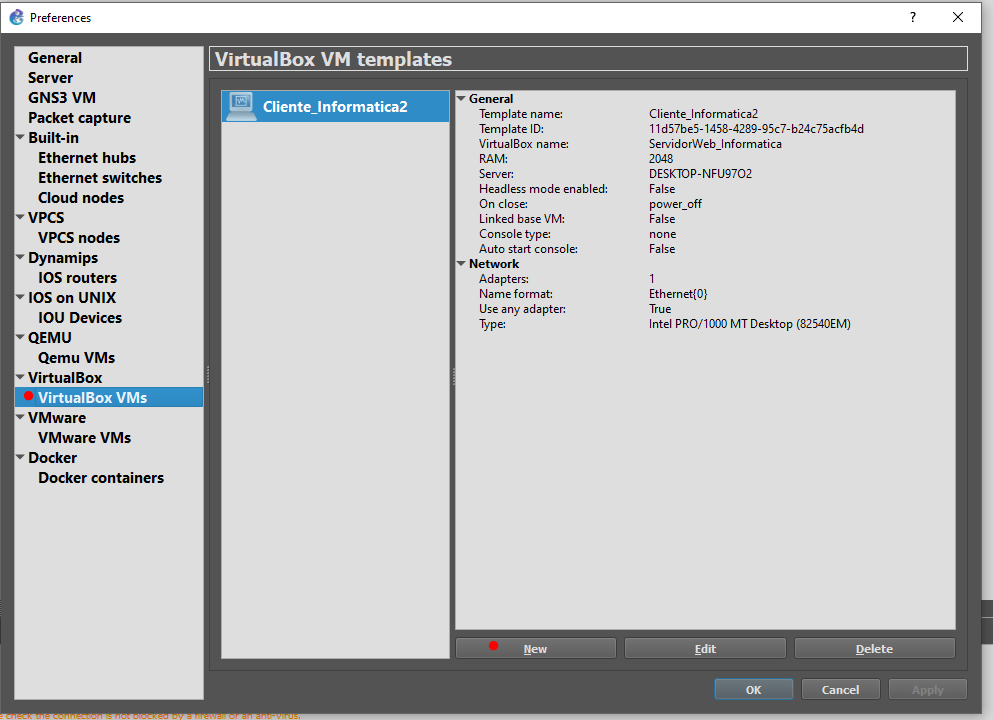 Preferences
?
General
Server
GNS3 VM
Packet capture
Built-in
Ethernet hubs
Ethernet switches
Cloud nodes
VPCS
VPCS nodes
Dynamips
IOS routers
IOS on UNIX
IOU Devices
QEMU
Qemu VMs
VirtualBox
VirtualBox VMs
VMware
VMware VMs
Docker
Docker containers
VirtualBox VM templates
Cliente_Informatica2
General
Template name: Cliente_Informatica2
Template ID: 11d57be5-1458-4289-95c7-b24c75acfb4d
VirtualBox name: ServidorWeb_Informatica
RAM: 2048
Server: DESKTOP-NFU97O2
Headless mode enabled: False
On close: power_off
Linked base VM: False
Console type: none
Auto start console: False
Network
Adapters: 1
Name format: Ethernet{0}
Use any adapter: True
Type: Intel PRO/1000 MT Desktop (82540EM)
New Edit Delete
OK Cancel Apply
check the connection is not blocked by a firewall or an anti-virus.